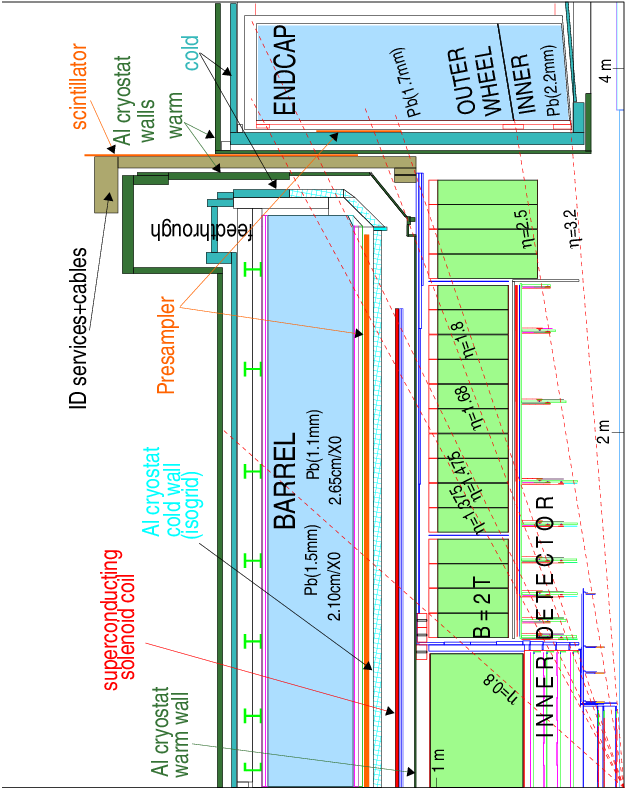 scintillator
Al cryostat
walls
warm
cold
ENDCAP
Pb(1.7mm)
OUTER
WHEEL
INNER
Pb(2.2mm)
4 m
ID services+cables
feedthrough
Presampler
η=2.5
η=3.2
Al cryostat
cold wall
(isogrid)
BARREL
Pb(1.5mm)
2.10cm/X0
Pb(1.1mm)
2.65cm/X0
η=1.8
η=1.68
η=1.475
η=1.375
2 m
superconducting
solenoid coil
B = 2T
INNER DETECTOR
Al cryostat
warm wall
η=0.8
1 m